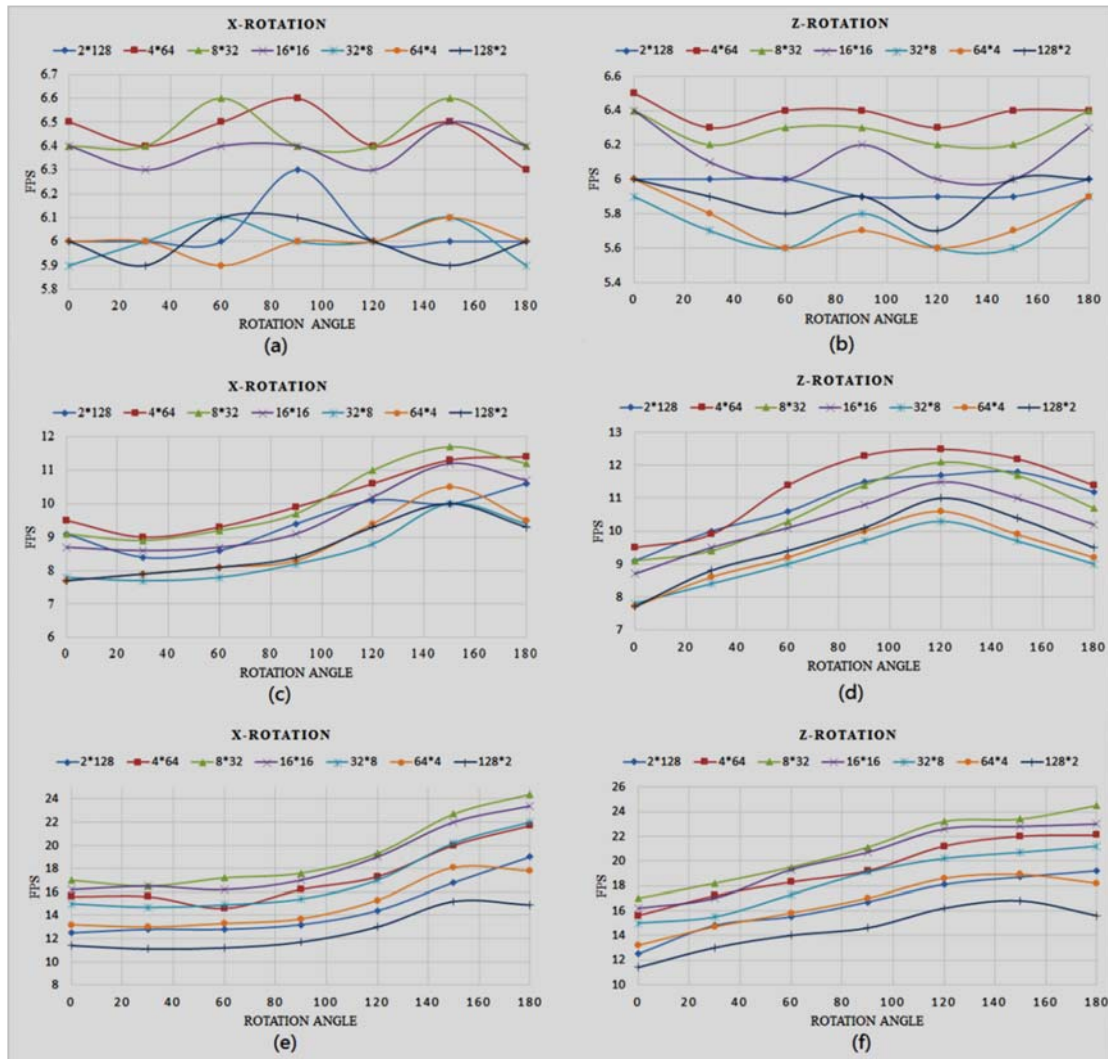 X-ROTATION
2*128 4*64 8*32 16*16 32*8 64*4 128*2
6.7
6.6
6.5
6.4
6.3
6.2
6.1
6
5.9
5.8
FPS
0 20 40 60 80 100 120 140 160 180
ROTATION ANGLE
(a)
Z-ROTATION
2*128 4*64 8*32 16*16 32*8 64*4 128*2
6.6
6.4
6.2
6
5.8
5.6
5.4
FPS
0 20 40 60 80 100 120 140 160 180
ROTATION ANGLE
(b)
X-ROTATION
2*128 4*64 8*32 16*16 32*8 64*4 128*2
12
11
10
9
8
7
6
FPS
0 20 40 60 80 100 120 140 160 180
ROTATION ANGLE
(c)
Z-ROTATION
2*128 4*64 8*32 16*16 32*8 64*4 128*2
13
12
11
10
9
8
7
FPS
0 20 40 60 80 100 120 140 160 180
ROTATION ANGLE
(d)
X-ROTATION
2*128 4*64 8*32 16*16 32*8 64*4 128*2
24
22
20
18
16
14
12
10
8
FPS
0 20 40 60 80 100 120 140 160 180
ROTATION ANGLE
(e)
Z-ROTATION
2*128 4*64 8*32 16*16 32*8 64*4 128*2
26
24
22
20
18
16
14
12
10
FPS
0 20 40 60 80 100 120 140 160 180
ROTATION ANGLE
(f)